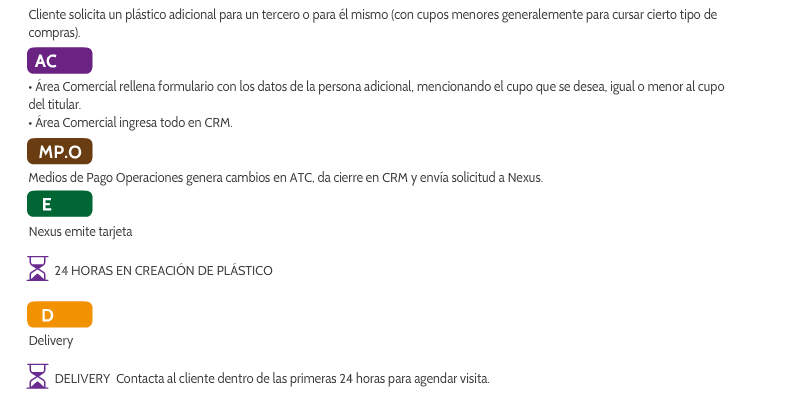 Cliente solicita un plástico adicional para un tercero o para él mismo (con cupos menores generalmente para cursar cierto tipo de
compras).
AC
• Área Comercial rellena formulario con los datos de la persona adicional, mencionando el cupo que se desea, igual o menor al cupo
del titular.
• Área Comercial ingresa todo en CRM.
MP.O
Medios de Pago Operaciones genera cambios en ATC, da cierre en CRM y envía solicitud a Nexus.
E
Nexus emite tarjeta
24 HORAS EN CREACIÓN DE PLÁSTICO
D
Delivery
DELIVERY Contacta al cliente dentro de las primeras 24 horas para agendar visita.